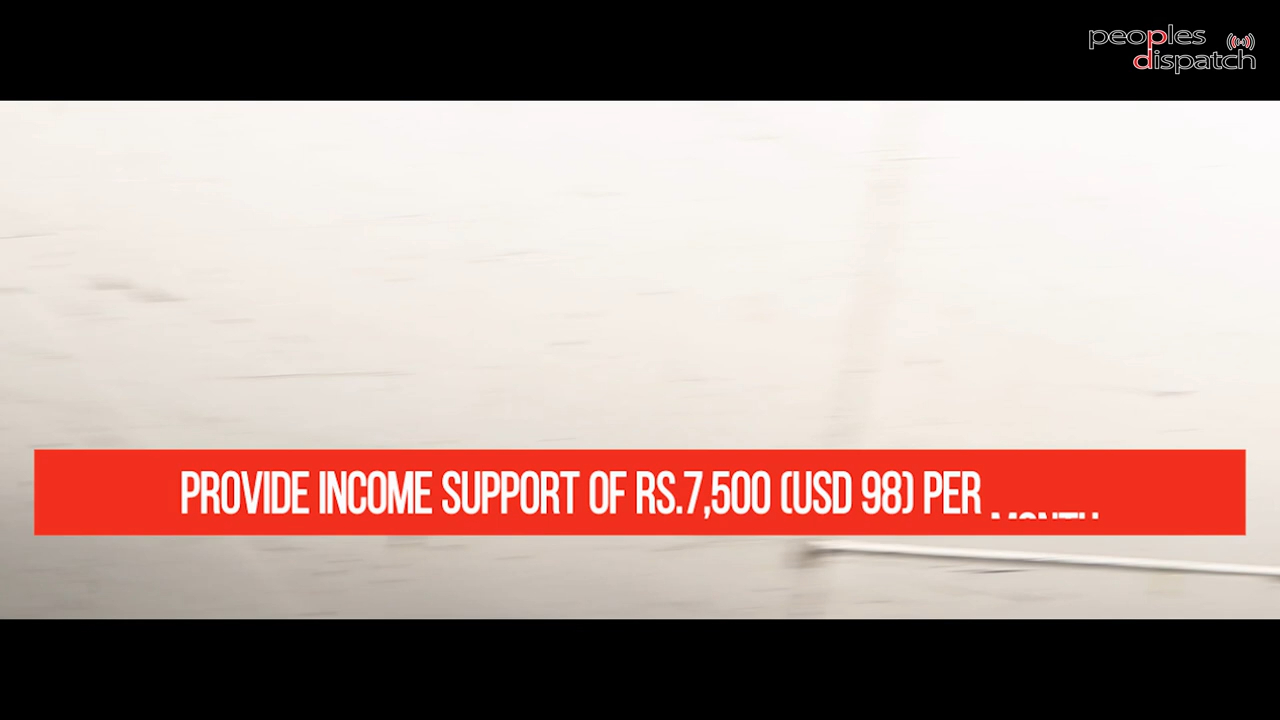 peoples
dispatch
PROVIDE INCOME SUPPORT OF RS.7,500 (USD 98) PER